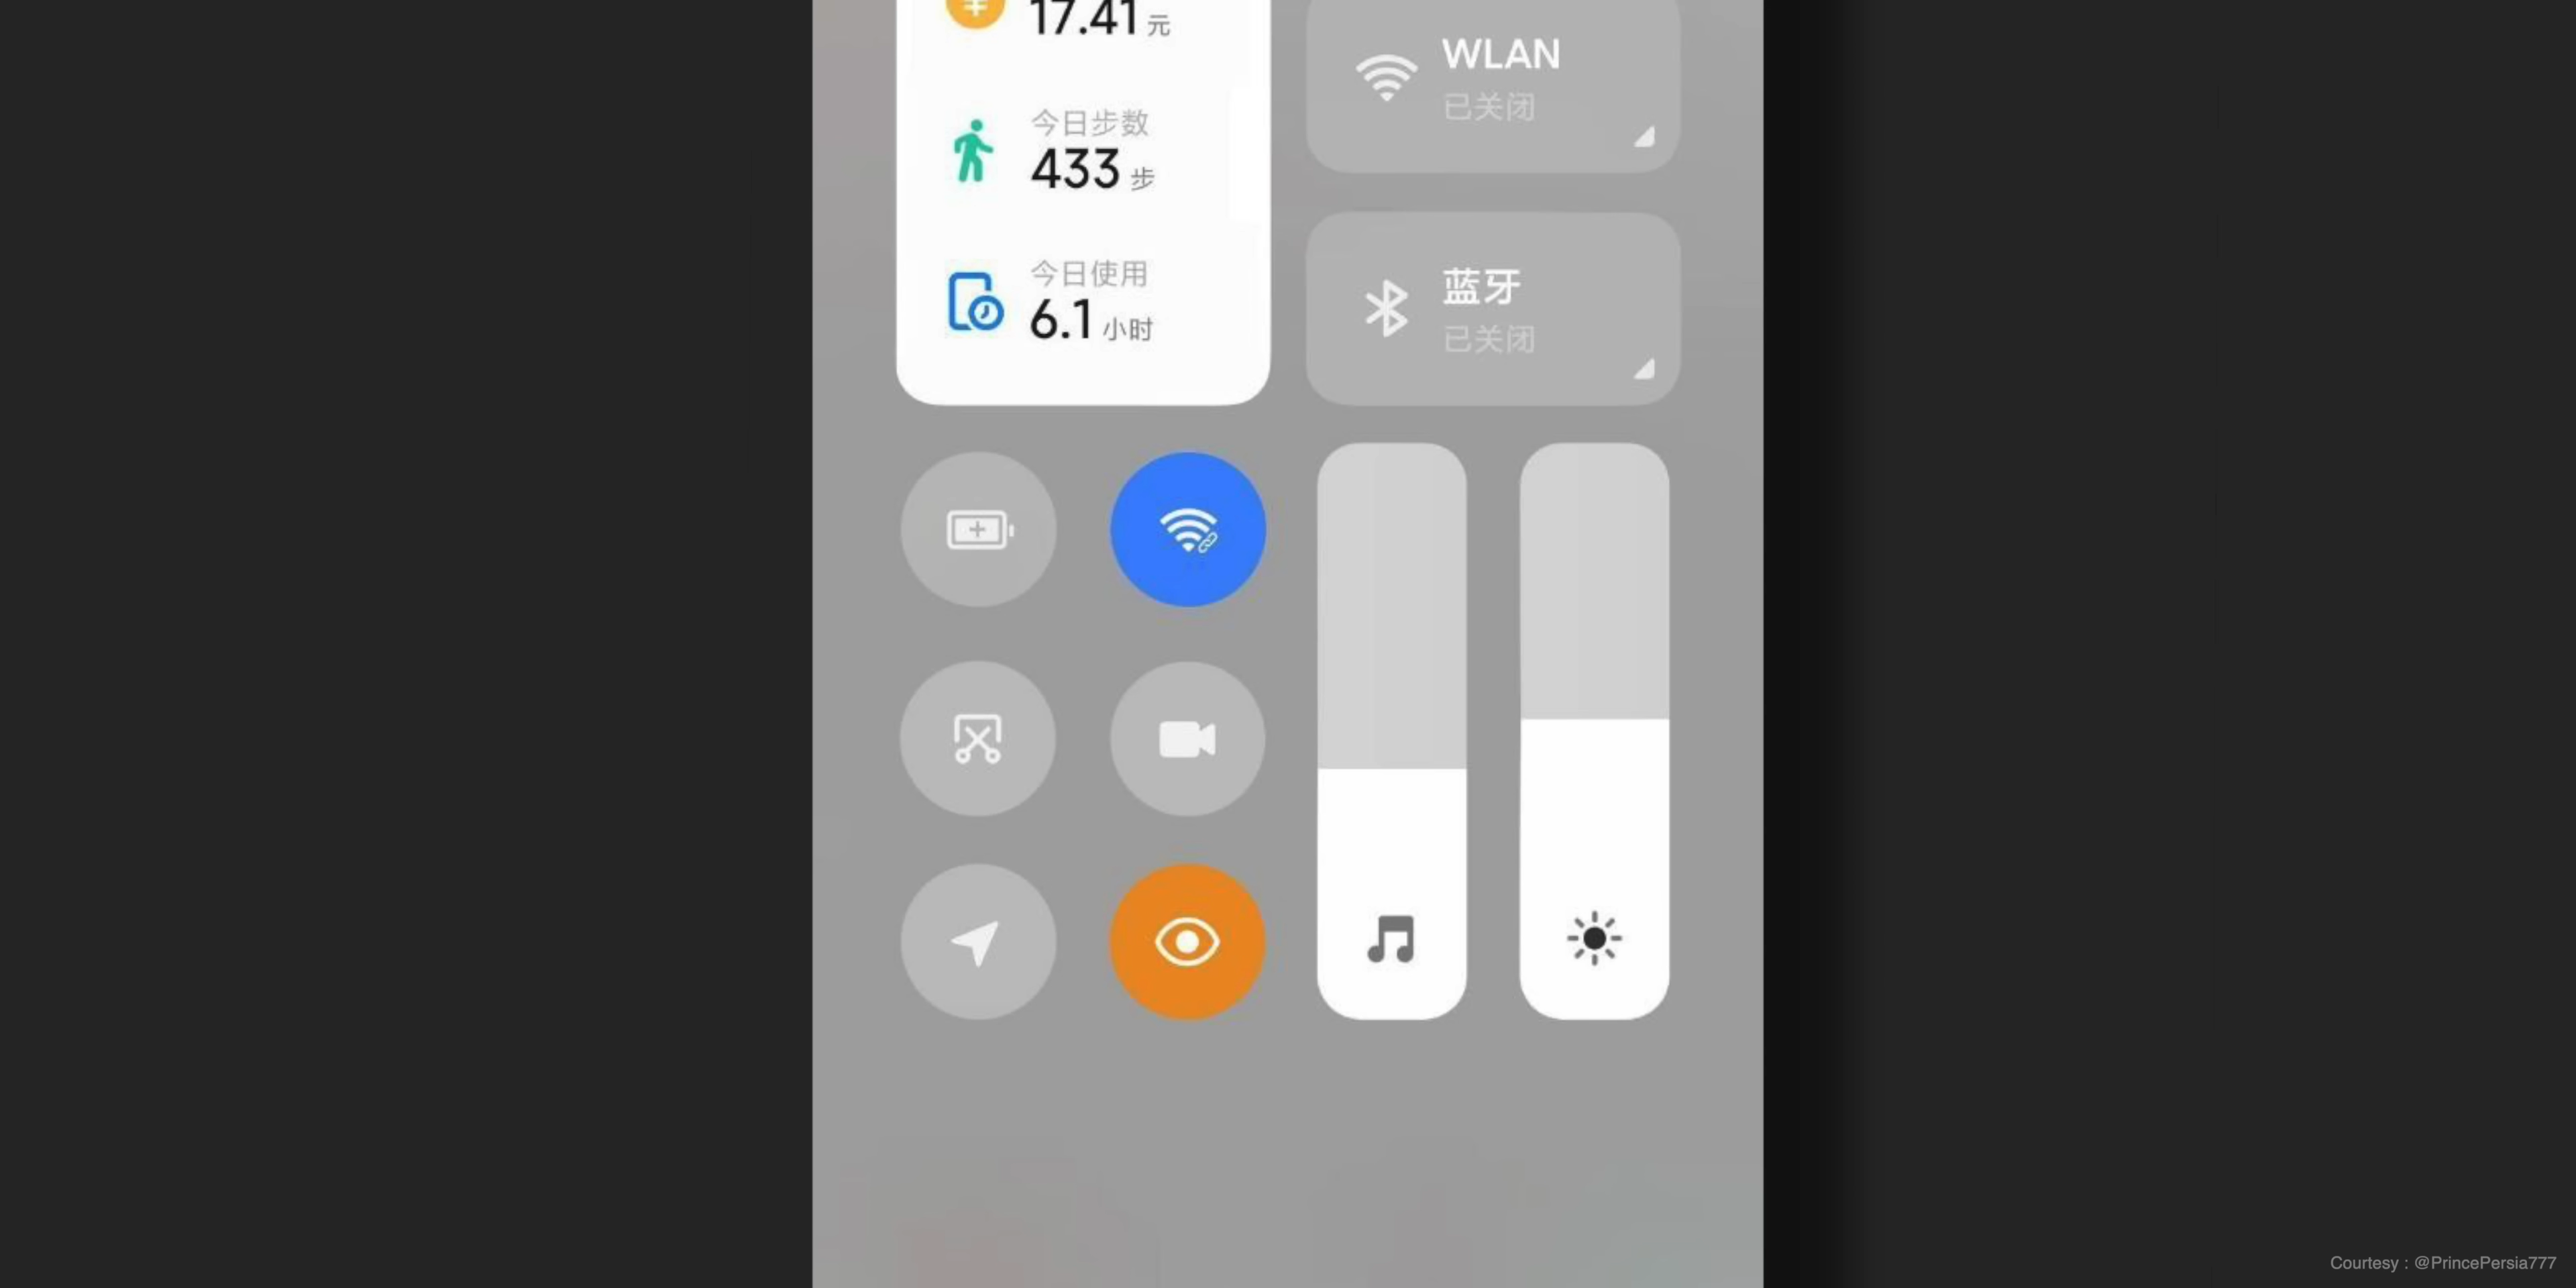 17.41 元
今日步数
433 步
今日使用
6.1 小时
WLAN
已关闭
蓝牙
已关闭
Courtesy : @PrincePersia777